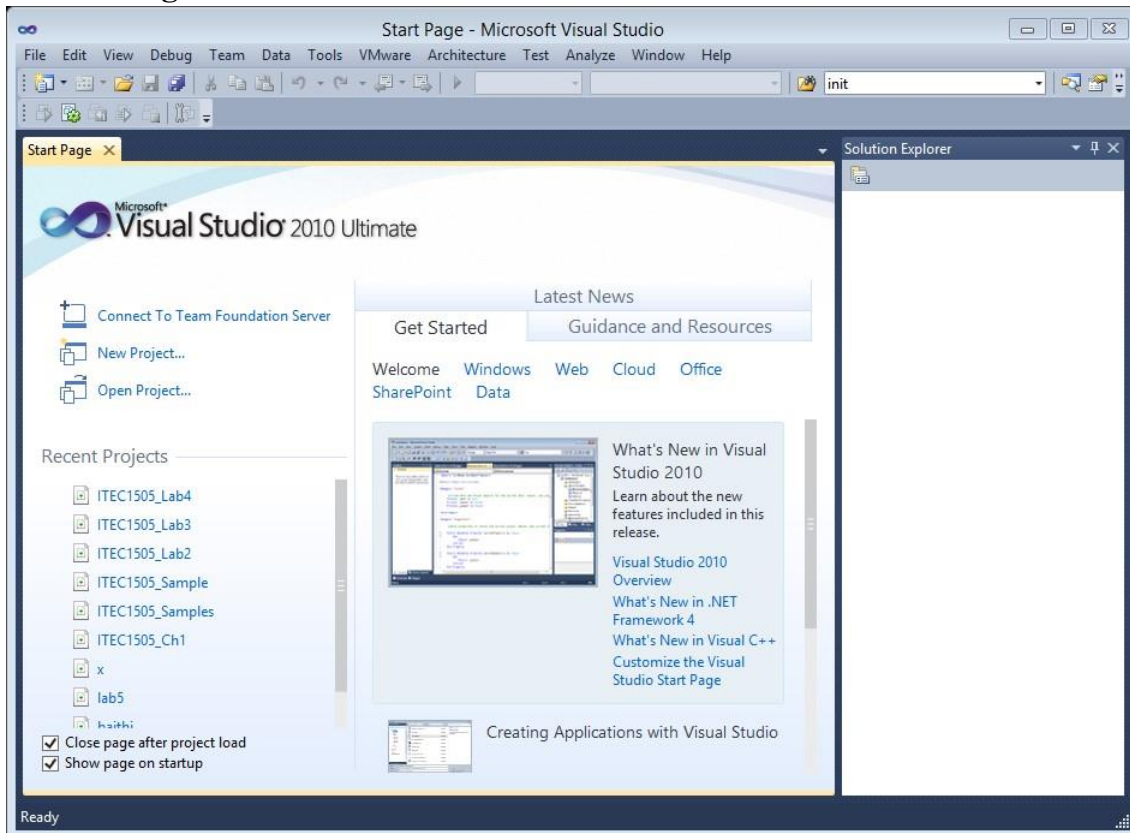 Start Page - Microsoft Visual Studio
File Edit View Debug Team Data Tools VMware Architecture Test Analyze Window Help
init
Start Page
Solution Explorer
Microsoft
Visual Studio 2010 Ultimate
Connect To Team Foundation Server
New Project...
Open Project...
Recent Projects
ITEC1505_Lab4
ITEC1505_Lab3
ITEC1505_Lab2
ITEC1505_Sample
ITEC1505_Samples
ITEC1505_Ch1
x
lab5
baithi
Close page after project load
Show page on startup
Latest News
Get Started
Guidance and Resources
Welcome Windows Web Cloud Office
SharePoint Data
What's New in Visual
Studio 2010
Learn about the new
features included in this
release.
Visual Studio 2010
Overview
What's New in .NET
Framework 4
What's New in Visual C++
Customize the Visual
Studio Start Page
Creating Applications with Visual Studio
Ready